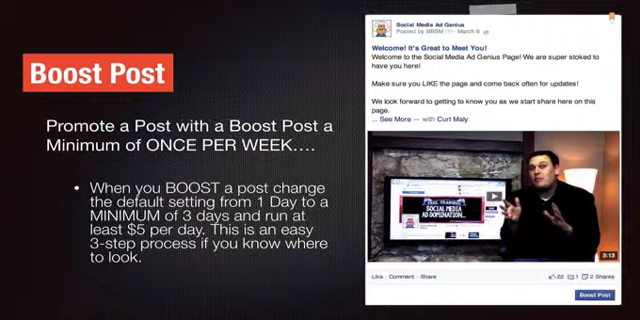 Boost Post
Promote a Post with a Boost Post a
Minimum of ONCE PER WEEK....
• When you BOOST a post change
the default setting from 1 Day to a
MINIMUM of 3 days and run at
least $5 per day. This is an easy
3-step process if you know where
to look.
Social Media Ad Genius
Posted by BBSM (?) · March 6
Welcome! It's Great to Meet You!
Welcome to the Social Media Ad Genius Page! We are super stoked to
have you here!
Make sure you LIKE the page and come back often for updates!
We look forward to getting to know you as we start share here on this
page.
... See More — with Curt Maly.
FREE TRAINING
SOCIAL MEDIA
AD DOMINATION
3:13
Like · Comment · Share
22 1 2 Shares
Boost Post